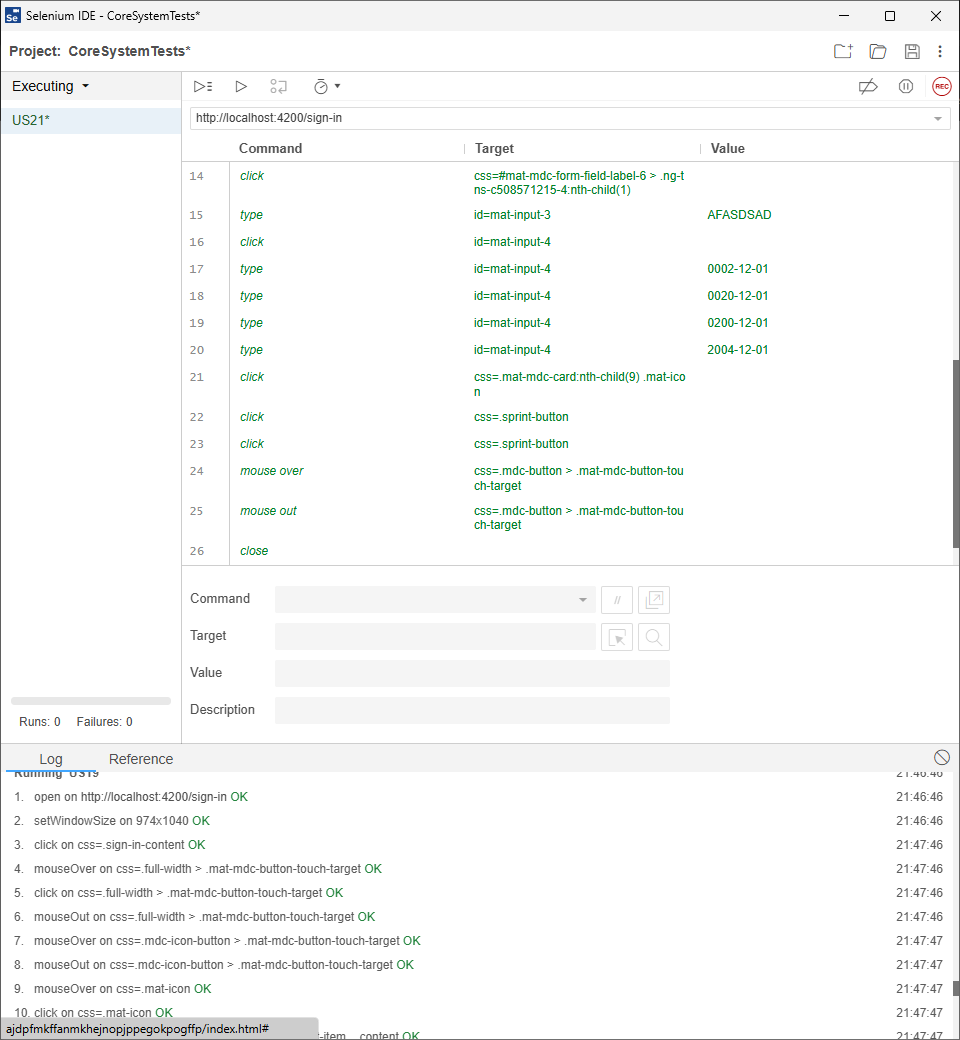 Se Selenium IDE - CoreSystemTests*
Project: CoreSystemTests*
Executing
REC
US21*
http://localhost:4200/sign-in
Command Target Value
14 click css=#mat-mdc-form-field-label-6 > .ng-t
ns-c508571215-4:nth-child(1)
15 type id=mat-input-3 AFASDSAD
16 click id=mat-input-4
17 type id=mat-input-4 0002-12-01
18 type id=mat-input-4 0020-12-01
19 type id=mat-input-4 0200-12-01
20 type id=mat-input-4 2004-12-01
21 click css=.mat-mdc-card:nth-child(9) .mat-ico
n
22 click css=.sprint-button
23 click css=.sprint-button
24 mouse over css=.mdc-button > .mat-mdc-button-tou
ch-target
25 mouse out css=.mdc-button > .mat-mdc-button-tou
ch-target
26 close
Command //
Target
Value
Description
Runs: 0 Failures: 0
Log Reference
Running 'US19' 21:46:46
1. open on http://localhost:4200/sign-in OK 21:46:46
2. setWindowSize on 974x1040 OK 21:46:46
3. click on css=.sign-in-content OK 21:47:46
4. mouseOver on css=.full-width > .mat-mdc-button-touch-target OK 21:47:46
5. click on css=.full-width > .mat-mdc-button-touch-target OK 21:47:46
6. mouseOut on css=.full-width > .mat-mdc-button-touch-target OK 21:47:46
7. mouseOver on css=.mdc-icon-button > .mat-mdc-button-touch-target OK 21:47:47
8. mouseOut on css=.mdc-icon-button > .mat-mdc-button-touch-target OK 21:47:47
9. mouseOver on css=.mat-icon OK 21:47:47
10. click on css=.mat-icon OK 21:47:47
ajdpfmkffanmkhejnopjppegokpogffp/index.html#
t-item__content OK 21:47:47